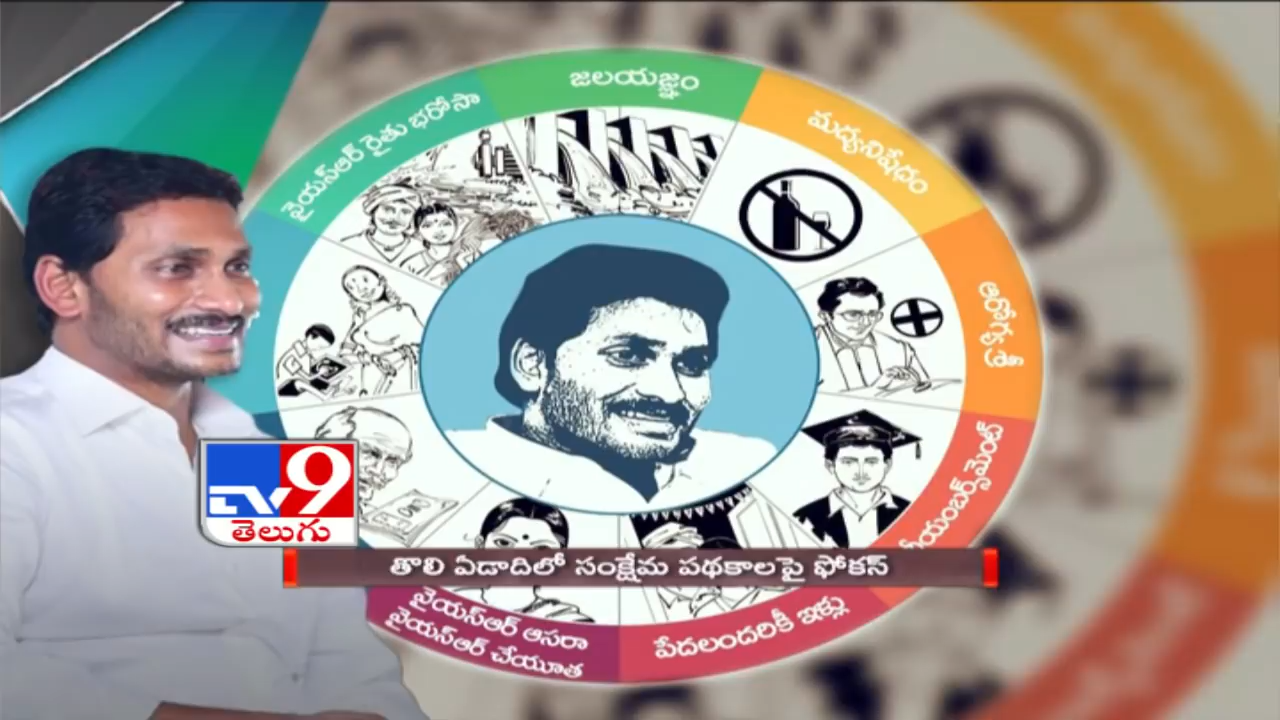 జలయజ్ఞం
వైయస్ఆర్ రైతు భరోసా
మద్యనిషేధం
ఆరోగ్యశ్రీ
TV9
తెలుగు
తొలి ఏడాదిలో సంక్షేమ పథకాలపై ఫోకస్
వైయస్ఆర్ ఆసరా
వైయస్ఆర్ చేయూత
పేదలందరికీ ఇళ్లు